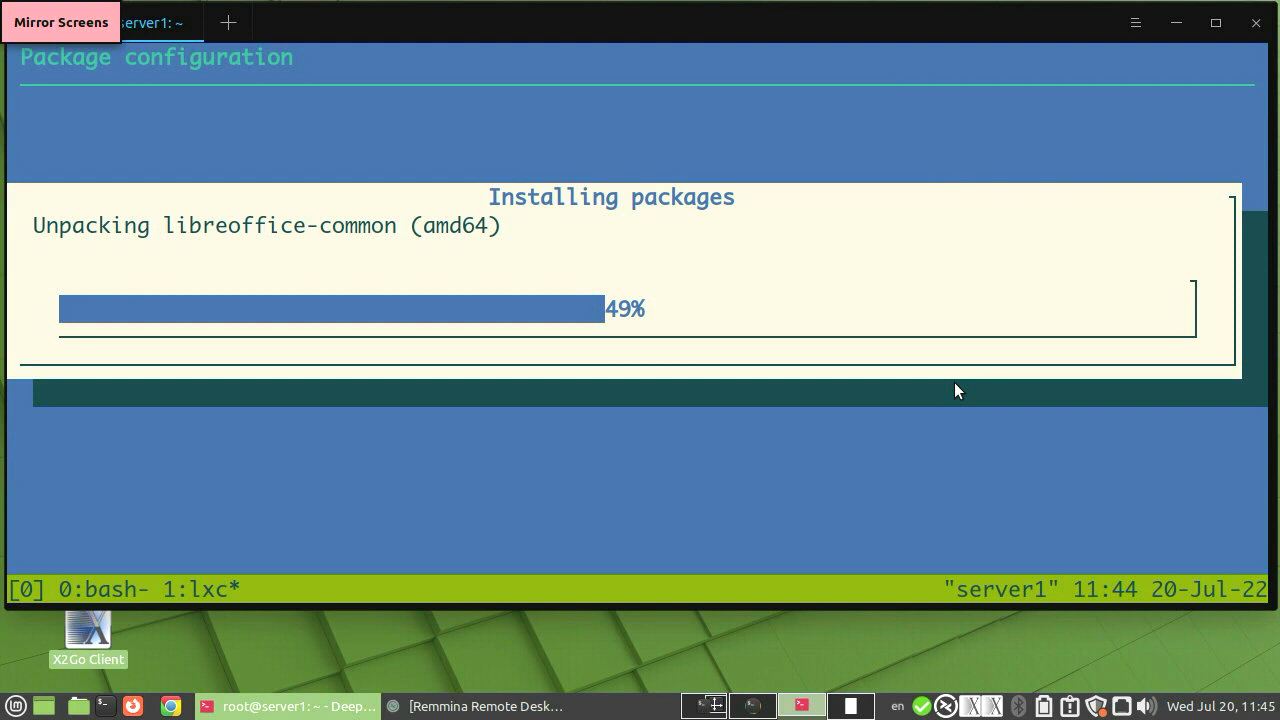 Mirror Screens
server1: ~
Package configuration
Installing packages
Unpacking libreoffice-common (amd64)
49%
[0] 0:bash- 1:lxc* "server1" 11:44 20-Jul-22
X2Go Client
root@server1: ~ - Deep... [Remmina Remote Desk... en Wed Jul 20, 11:45